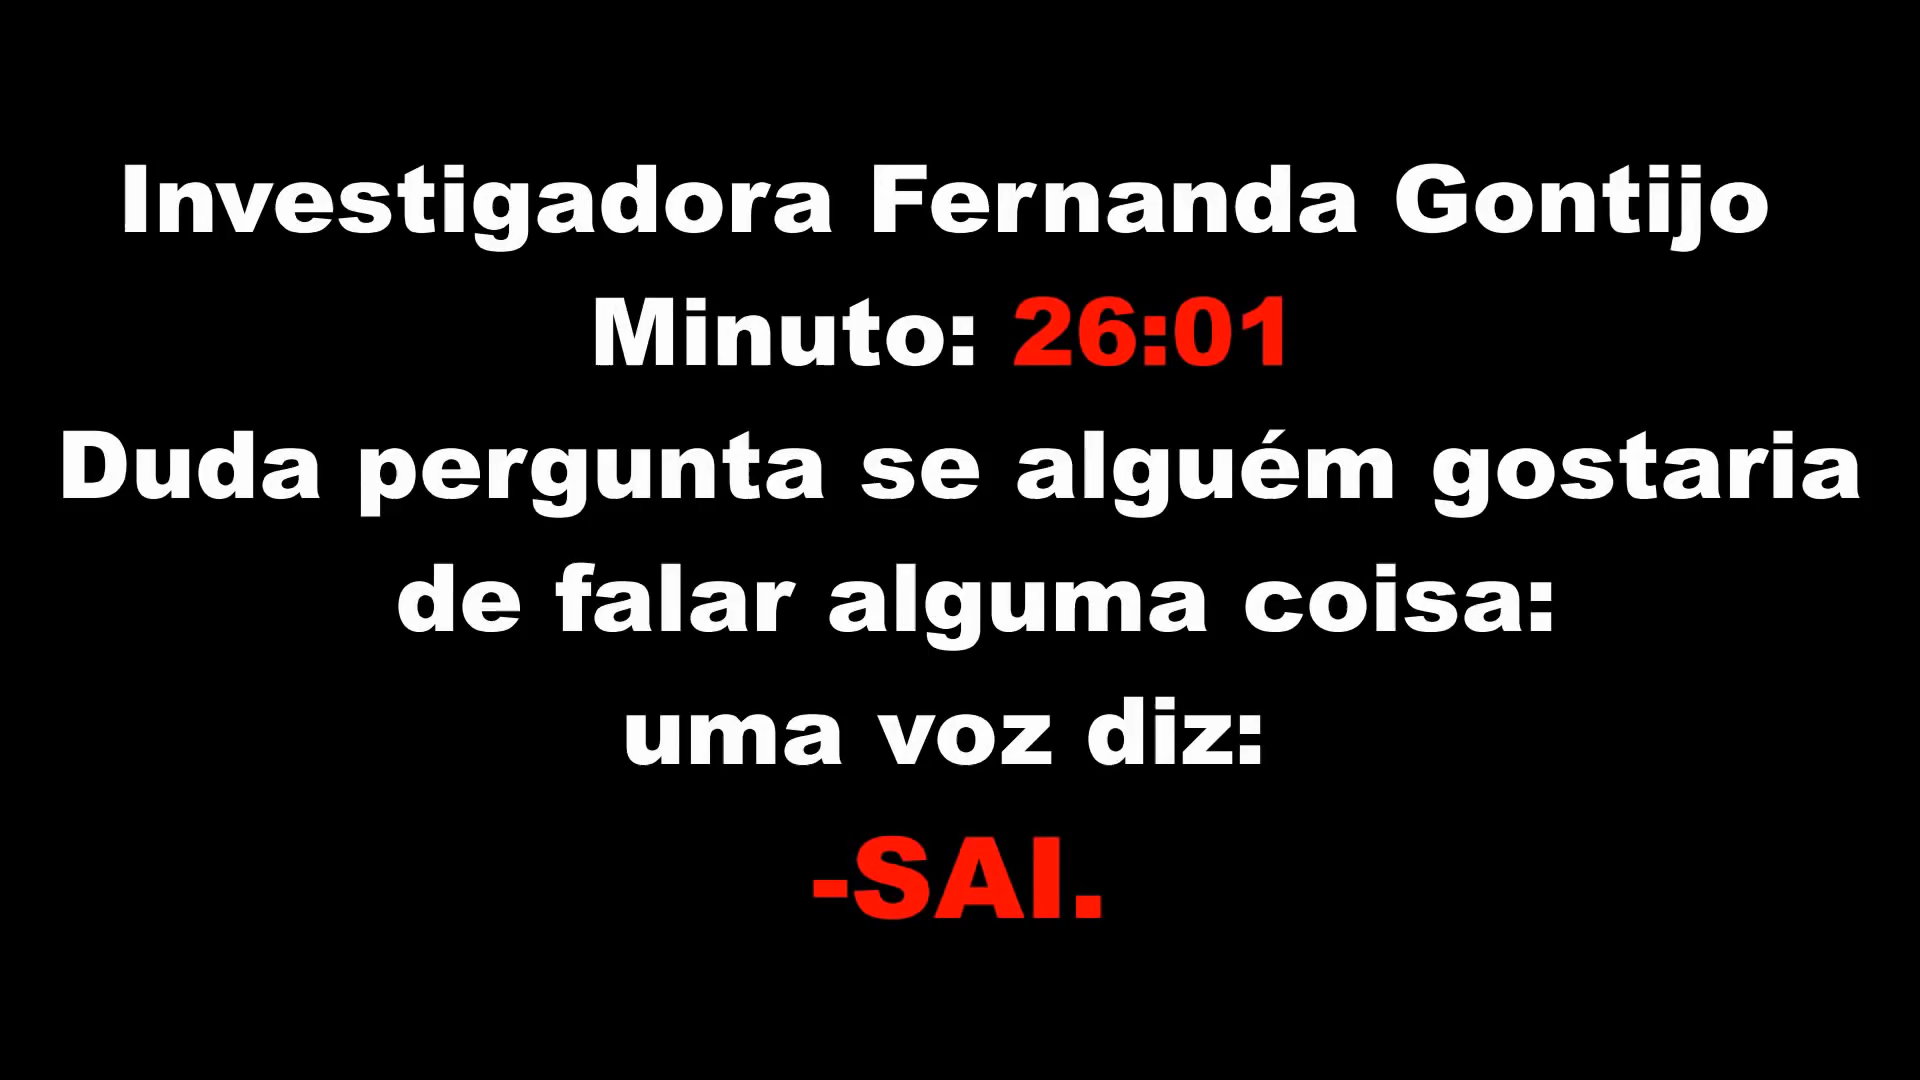 Investigadora Fernanda Gontijo
Minuto: 26:01
Duda pergunta se alguém gostaria
de falar alguma coisa:
uma voz diz:
-SAI.